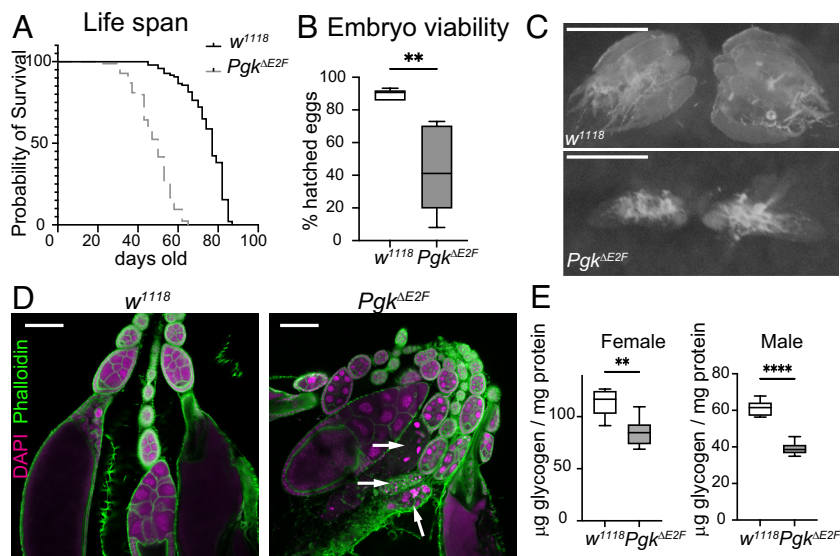 A Life span
w1118
PgkΔE2F
Probability of Survival
100
50
0
0 20 40 60 80 100
days old
B Embryo viability
**
% hatched eggs
100
80
60
40
20
0
w1118 PgkΔE2F
C
w1118
PgkΔE2F
D
w1118 PgkΔE2F
DAPI Phalloidin
E
Female
**
µg glycogen / mg protein
100
50
0
w1118 PgkΔE2F
Male
****
µg glycogen / mg protein
80
60
40
20
0
w1118 PgkΔE2F